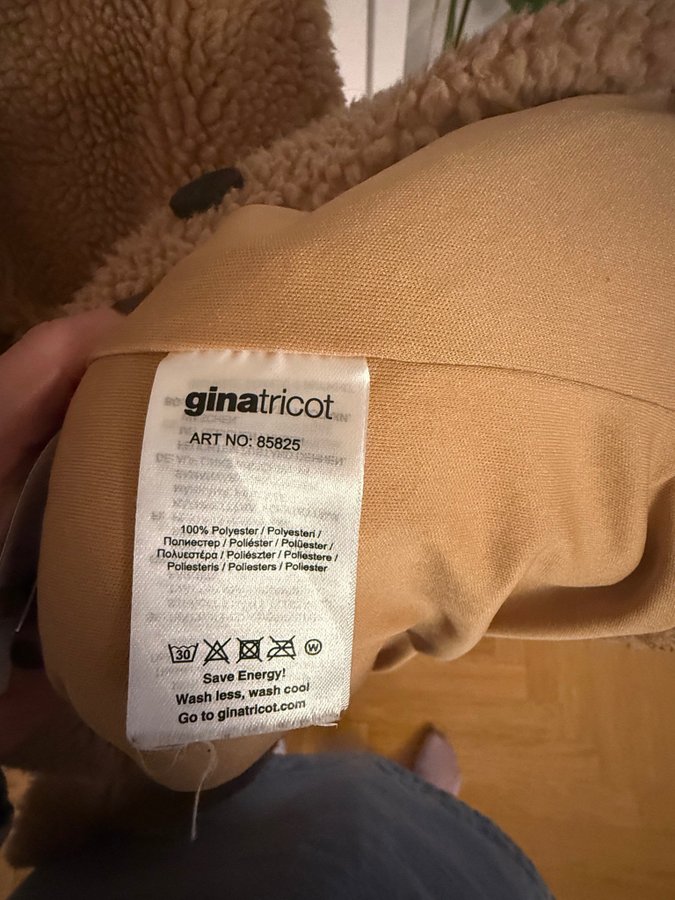 ginatricot
ART NO: 85825
100% Polyester / Polyesteri /
Полиестер / Poliéster / Polüester /
Πολυεστέρα / Poliészter / Poliestere /
Poliesteris / Poliesters / Poliester
30 W
Save Energy!
Wash less, wash cool
Go to ginatricot.com